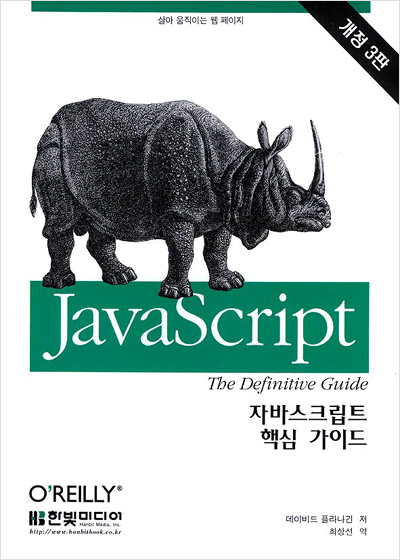 살아 움직이는 웹 페이지
개정 3판
JavaScript
The Definitive Guide
자바스크립트
핵심 가이드
O'REILLY®
한빛미디어
Hanbit Media, Inc.
http://www.hanbitbook.co.kr
데이비드 플라나긴 저
최상선 역